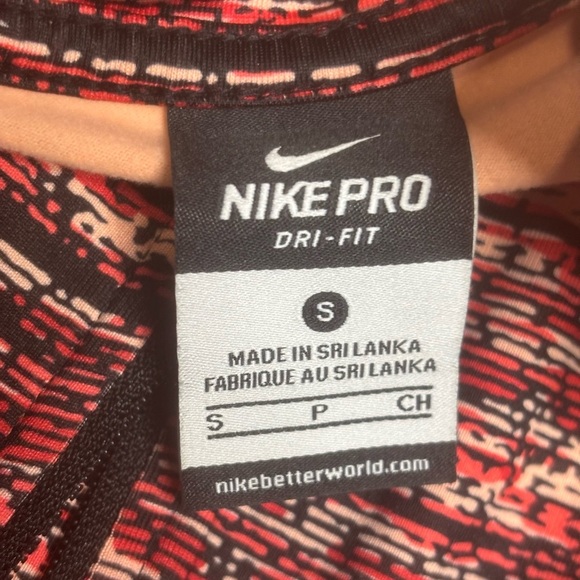 NIKE PRO
DRI-FIT
S
MADE IN SRI LANKA
FABRIQUE AU SRI LANKA
S P CH
nikebetterworld.com